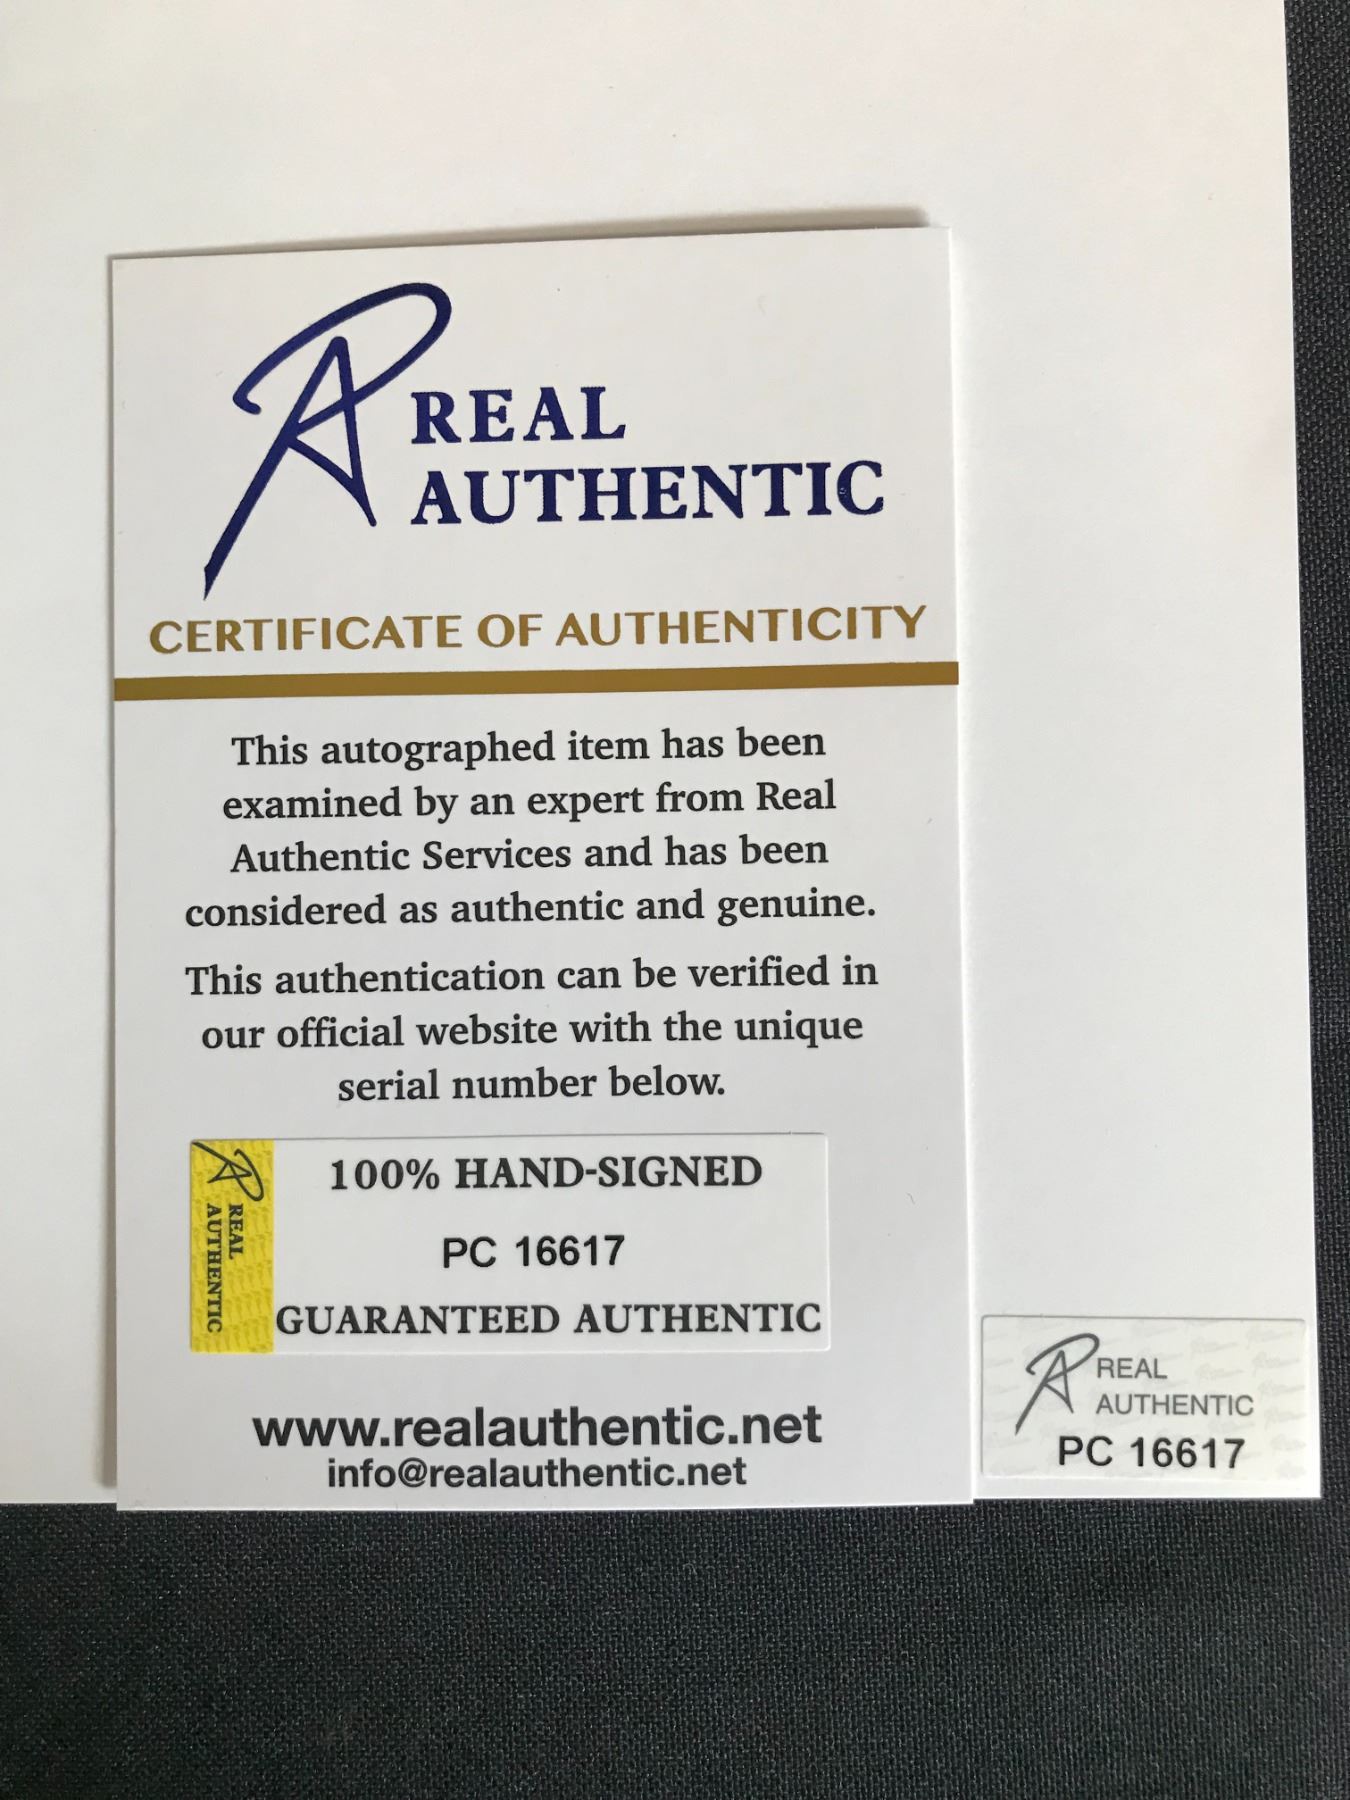 REAL
AUTHENTIC
CERTIFICATE OF AUTHENTICITY
This autographed item has been
examined by an expert from Real
Authentic Services and has been
considered as authentic and genuine.
This authentication can be verified in
our official website with the unique
serial number below.
REAL
AUTHENTIC
100% HAND-SIGNED
PC 16617
GUARANTEED AUTHENTIC
www.realauthentic.net
info@realauthentic.net
REAL
AUTHENTIC
PC 16617